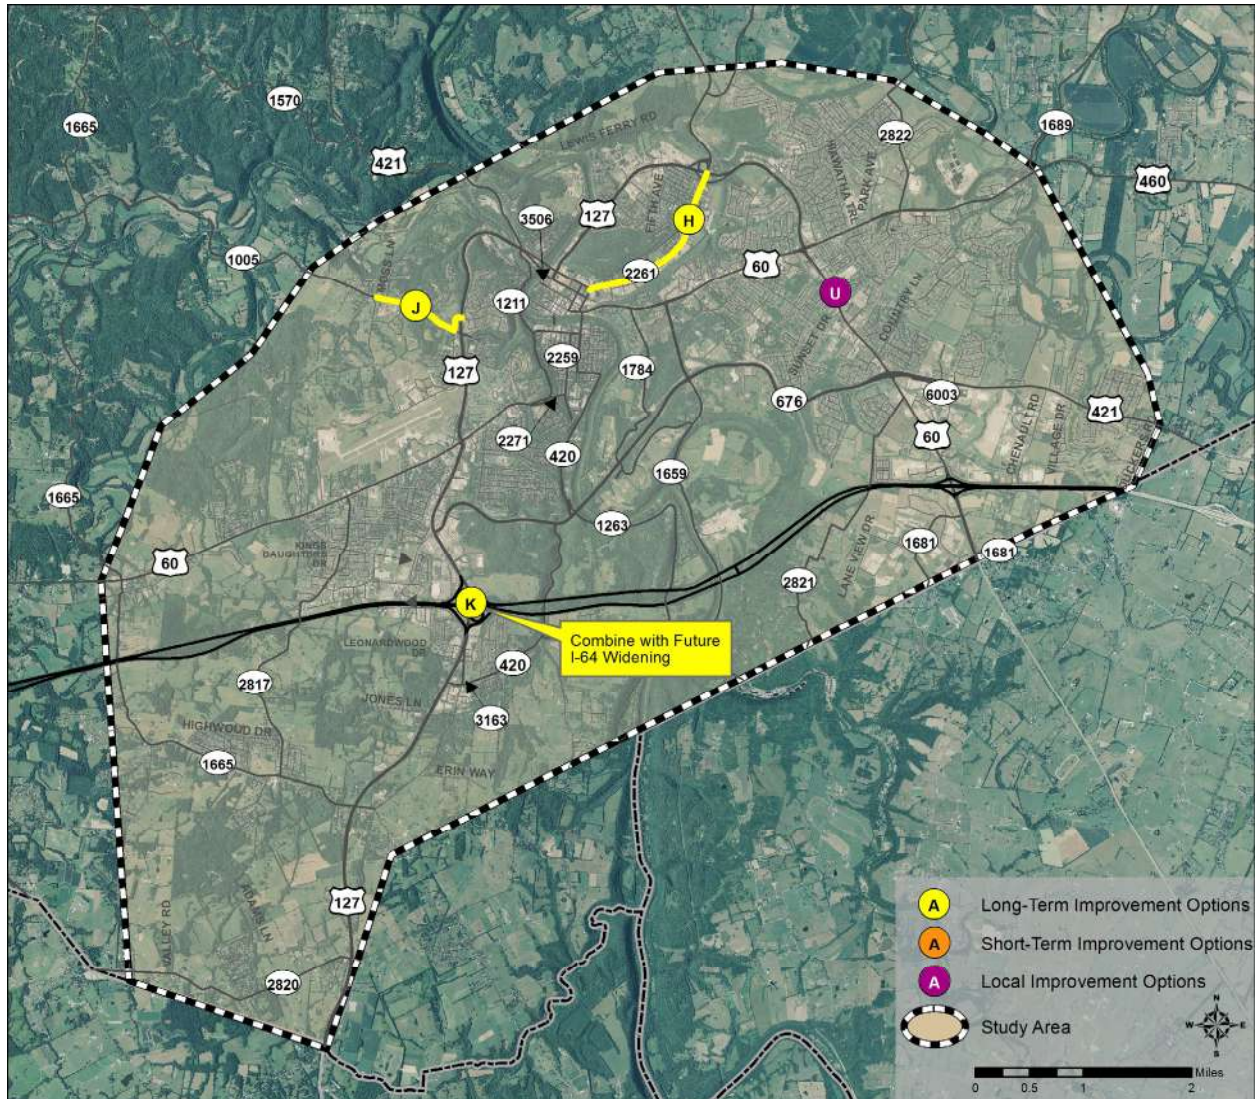 1570
1665
1689
2822
LEWIS FERRY RD
421
HIAWATHA TRL
PARK AVE
460
FIFTH AVE
3506
127
H
1005
MOSS LN
2261
60
J
1211
U
COUNTRY LN
SUNSET DR
127
2259
1784
676
6003
421
2271
60
CHENAULT RD
VILLAGE DR
DUCKER RD
420
1659
1665
1263
LANEVIEW DR
1681
1681
KINGS
DAUGHTERS
DR
60
2821
K
Combine with Future
I-64 Widening
LEONARDWOOD
DR
420
2817
JONES LN
3163
HIGHWOOD DR
1665
ERIN WAY
127
VALLEY RD
2820
A Long-Term Improvement Options
A Short-Term Improvement Options
A Local Improvement Options
Study Area
N
W E
S
Miles
0 0.5 1 2